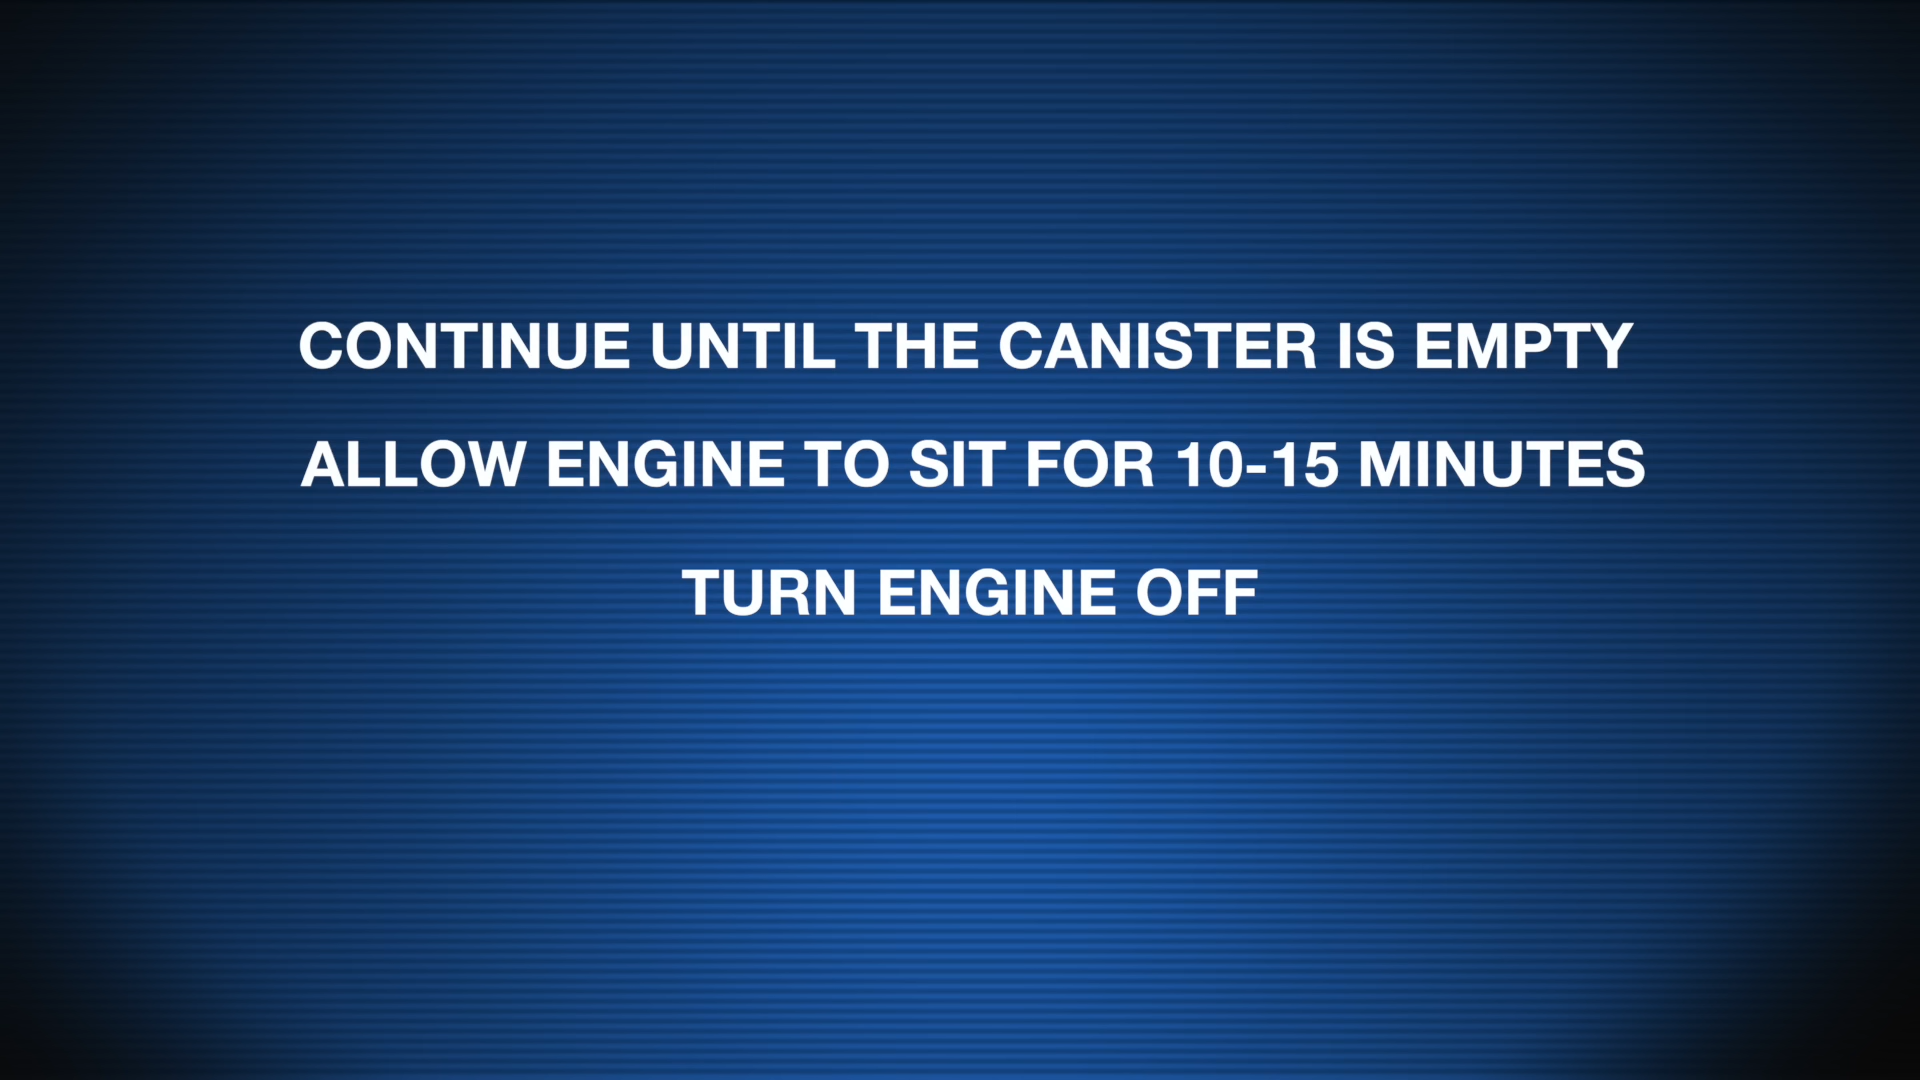 CONTINUE UNTIL THE CANISTER IS EMPTY
ALLOW ENGINE TO SIT FOR 10-15 MINUTES
TURN ENGINE OFF